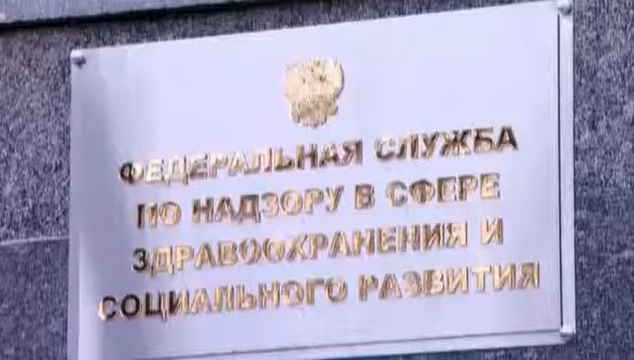 ФЕДЕРАЛЬНАЯ СЛУЖБА
ПО НАДЗОРУ В СФЕРЕ
ЗДРАВООХРАНЕНИЯ И
СОЦИАЛЬНОГО РАЗВИТИЯ